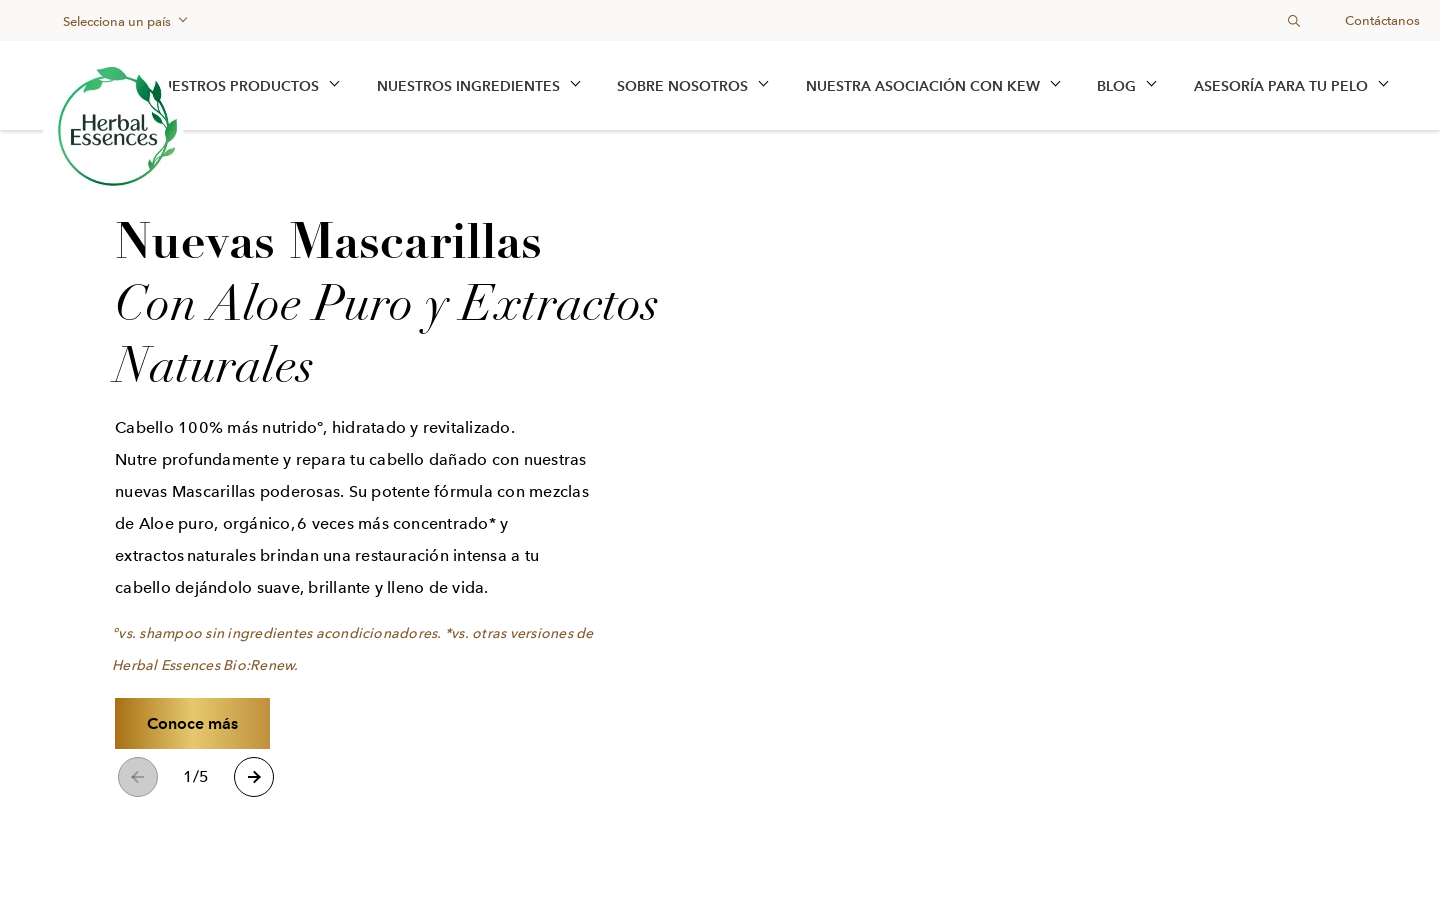 Selecciona un país
Contáctanos
Herbal
Essences
ESTROS PRODUCTOS
NUESTROS INGREDIENTES
SOBRE NOSOTROS
NUESTRA ASOCIACIÓN CON KEW
BLOG
ASESORÍA PARA TU PELO
Nuevas Mascarillas
Con Aloe Puro y Extractos
Naturales
Cabello 100% más nutridoº, hidratado y revitalizado.
Nutre profundamente y repara tu cabello dañado con nuestras
nuevas Mascarillas poderosas. Su potente fórmula con mezclas
de Aloe puro, orgánico, 6 veces más concentrado* y
extractos naturales brindan una restauración intensa a tu
cabello dejándolo suave, brillante y lleno de vida.
ºvs. shampoo sin ingredientes acondicionadores. *vs. otras versiones de
Herbal Essences Bio:Renew.
Conoce más
1/5